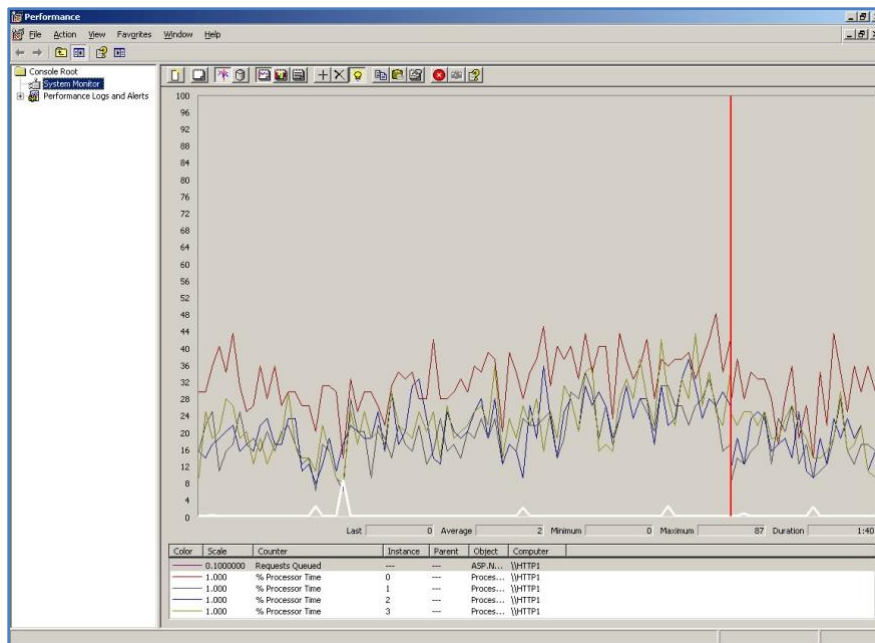 Performance
File Action View Favorites Window Help
Console Root
System Monitor
Performance Logs and Alerts
100
96
92
88
84
80
76
72
68
64
60
56
52
48
44
40
36
32
28
24
20
16
12
8
4
0
Last 0 Average 2 Minimum 0 Maximum 87 Duration 1:40
Color Scale Counter Instance Parent Object Computer
0.1000000 Requests Queued --- --- ASP.N... \\HTTP1
1.000 % Processor Time 0 --- Proces... \\HTTP1
1.000 % Processor Time 1 --- Proces... \\HTTP1
1.000 % Processor Time 2 --- Proces... \\HTTP1
1.000 % Processor Time 3 --- Proces... \\HTTP1